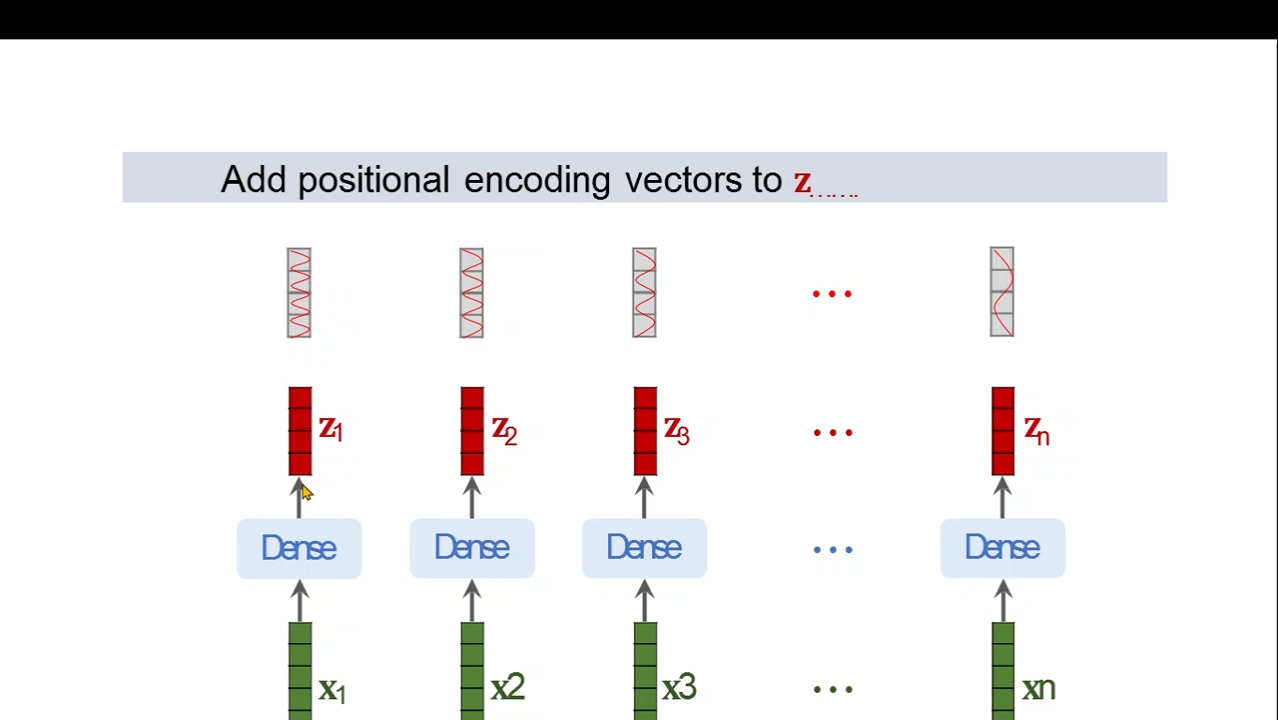 Add positional encoding vectors to z
...
z1 z2 z3 ... zn
Dense Dense Dense ... Dense
x1 x2 x3 ... xn